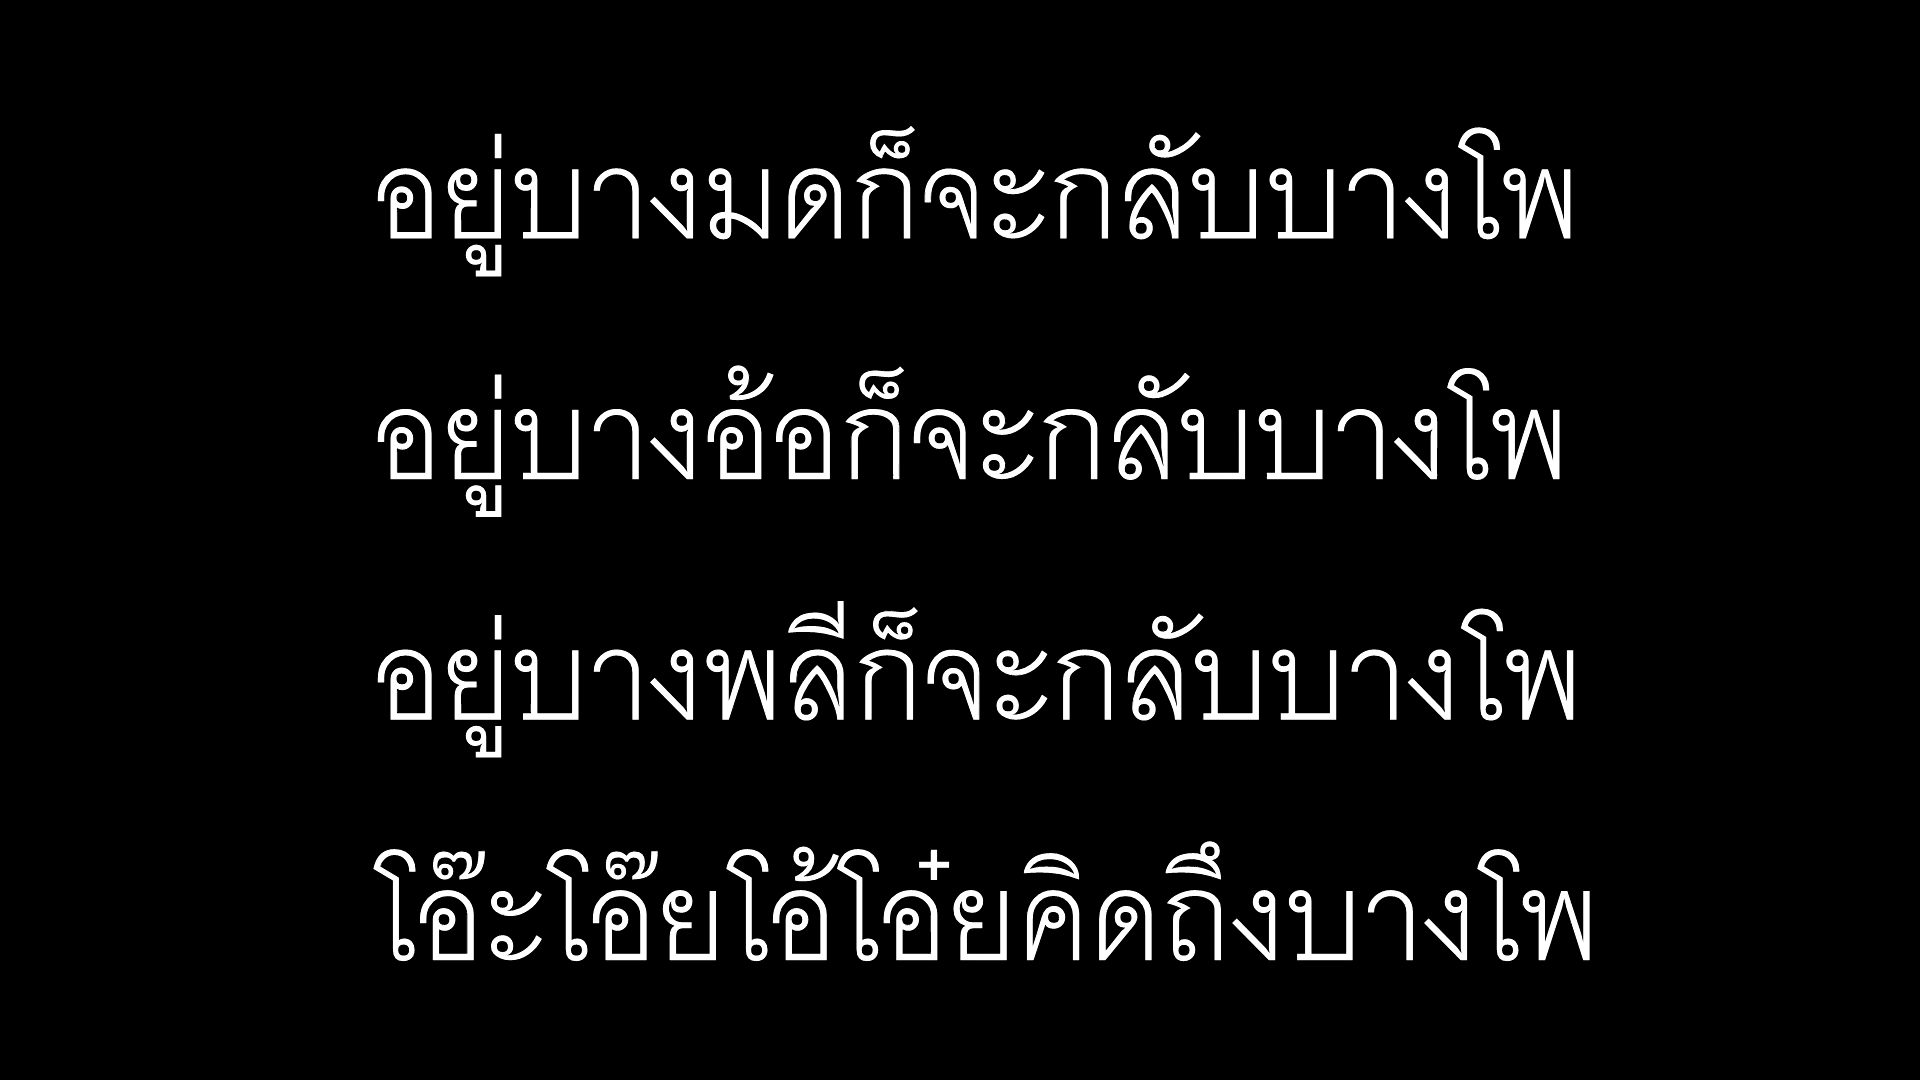 อยู่บางมดก็จะกลับบางโพ
อยู่บางอ้อก็จะกลับบางโพ
อยู่บางพลีก็จะกลับบางโพ
โอ๊ะโอ๊ยโอ้โอ๋ยคิดถึงบางโพ